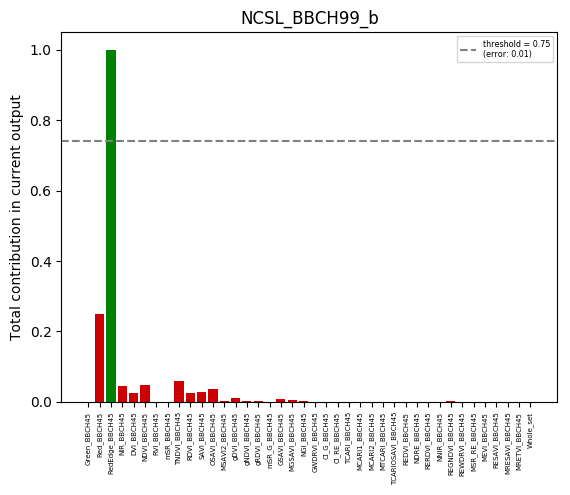 NCSL_BBCH99_b
Total contribution in current output
1.0
0.8
0.6
0.4
0.2
0.0
threshold = 0.75
(error: 0.01)
Green_BBCH45
Red_BBCH45
RedEdge_BBCH45
NIR_BBCH45
DVI_BBCH45
NDVI_BBCH45
RVI_BBCH45
mSR_BBCH45
TNDVI_BBCH45
RDVI_BBCH45
SAVI_BBCH45
OSAVI_BBCH45
MSAVI2_BBCH45
gDVI_BBCH45
gNDVI_BBCH45
gRDVI_BBCH45
mSR_G_BBCH45
GSAVI_BBCH45
MGSAVI_BBCH45
NGI_BBCH45
GWDRVI_BBCH45
CI_G_BBCH45
CI_RE_BBCH45
TCARI_BBCH45
MCARI1_BBCH45
MCARI2_BBCH45
MTCARI_BBCH45
TCARIOSAVI_BBCH45
REDVI_BBCH45
NDRE_BBCH45
RERDVI_BBCH45
NNIR_BBCH45
REGNDVI_BBCH45
REWDRVI_BBCH45
MSR_RE_BBCH45
MEVI_BBCH45
RESAVI_BBCH45
MRESAVI_BBCH45
MRETVI_BBCH45
Whole_set